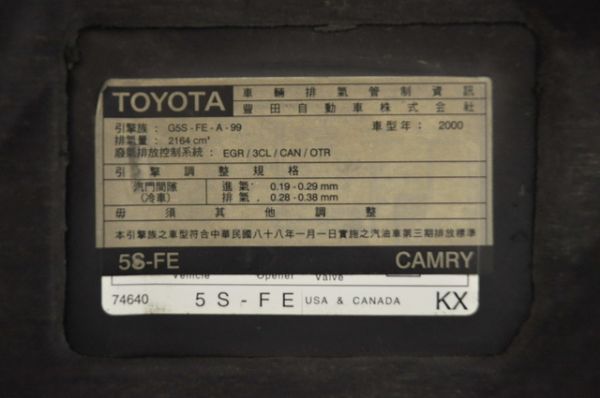 TOYOTA 車輛排氣管制資訊
豐田自動車株式会社
引擎族： G5S-FE-A-99 車型年： 2000
排氣量： 2164 cm³
廢氣排放控制系統： EGR / 3CL / CAN / OTR
引擎調整規格
汽門間隙 進氣 0.19 - 0.29 mm
(冷車) 排氣 0.28 - 0.38 mm
毋須其他調整
本引擎族之車型符合中華民國八十八年一月一日實施之汽油車第三期排放標準
5S-FE CAMRY
Vehicle Opener Valve
74640 5S-FE USA & CANADA KX